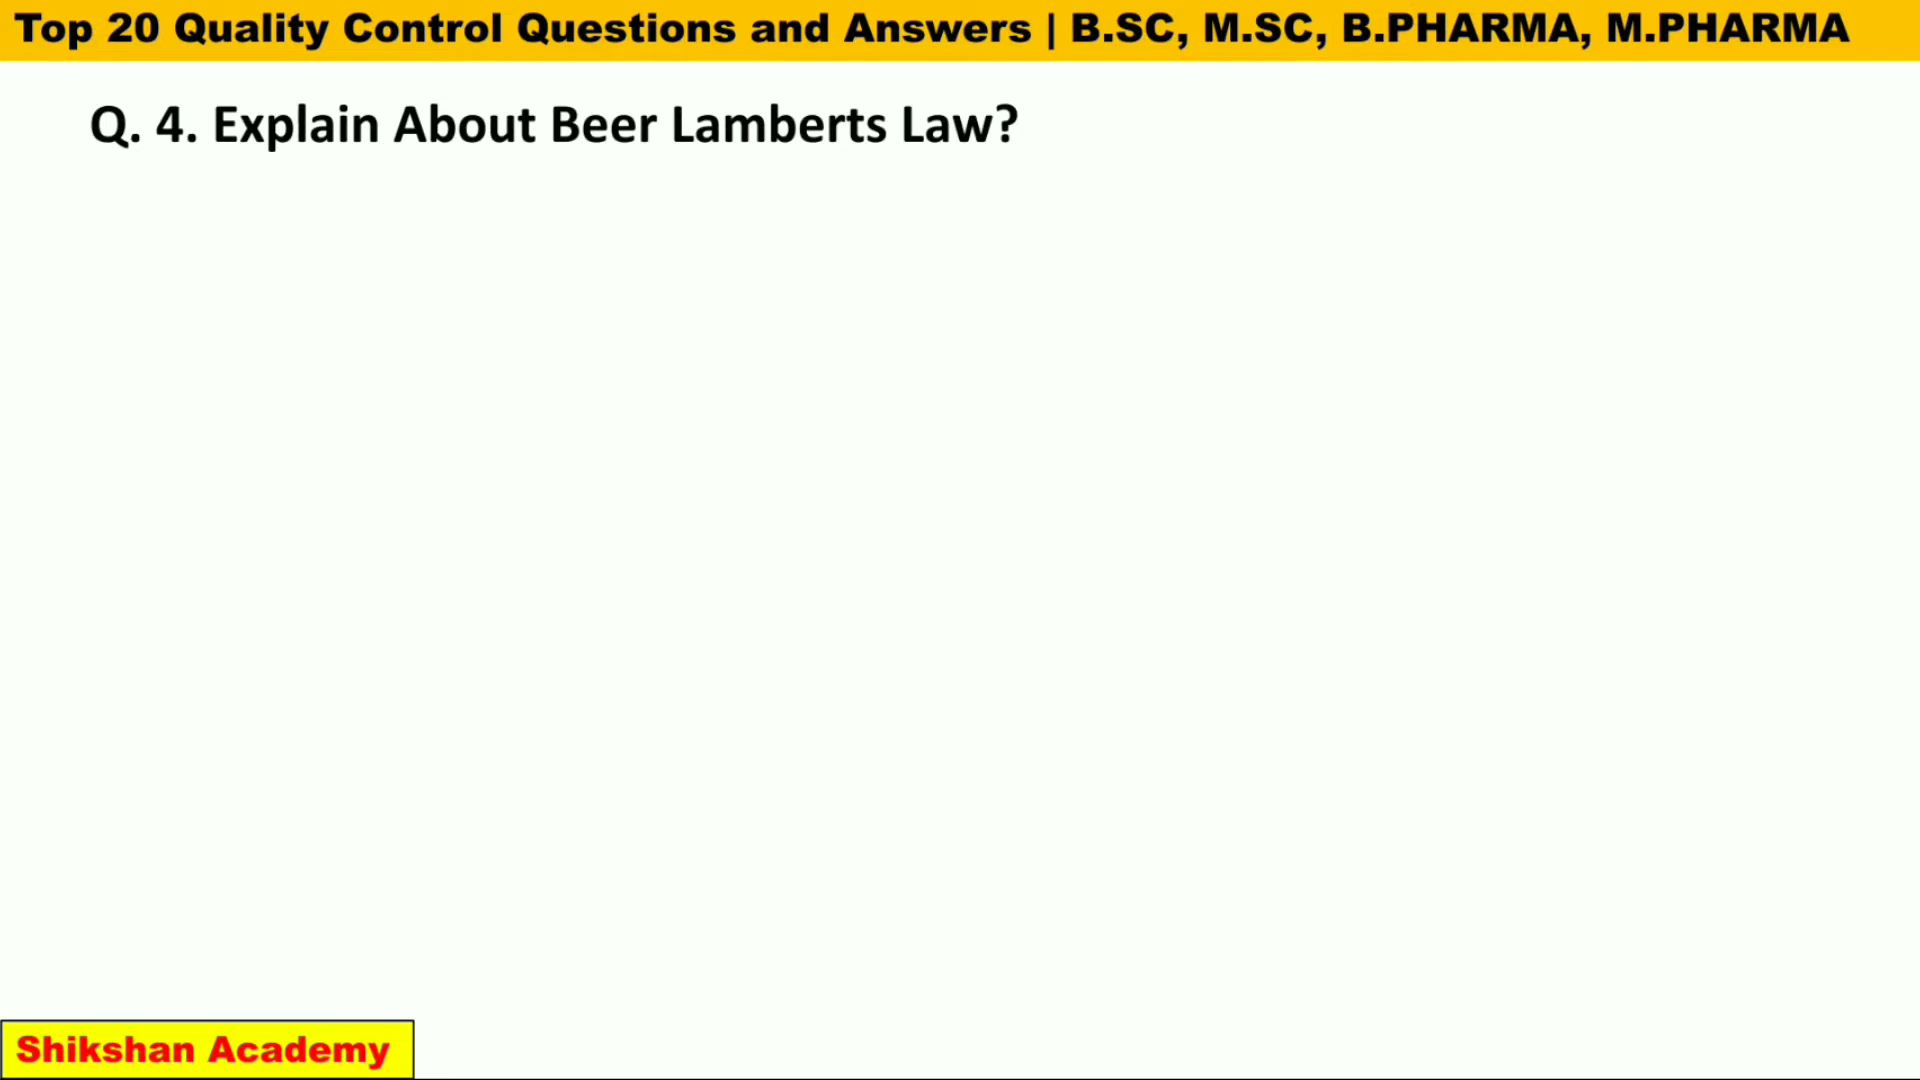 Top 20 Quality Control Questions and Answers | B.SC, M.SC, B.PHARMA, M.PHARMA
Q. 4. Explain About Beer Lamberts Law?
Shikshan Academy